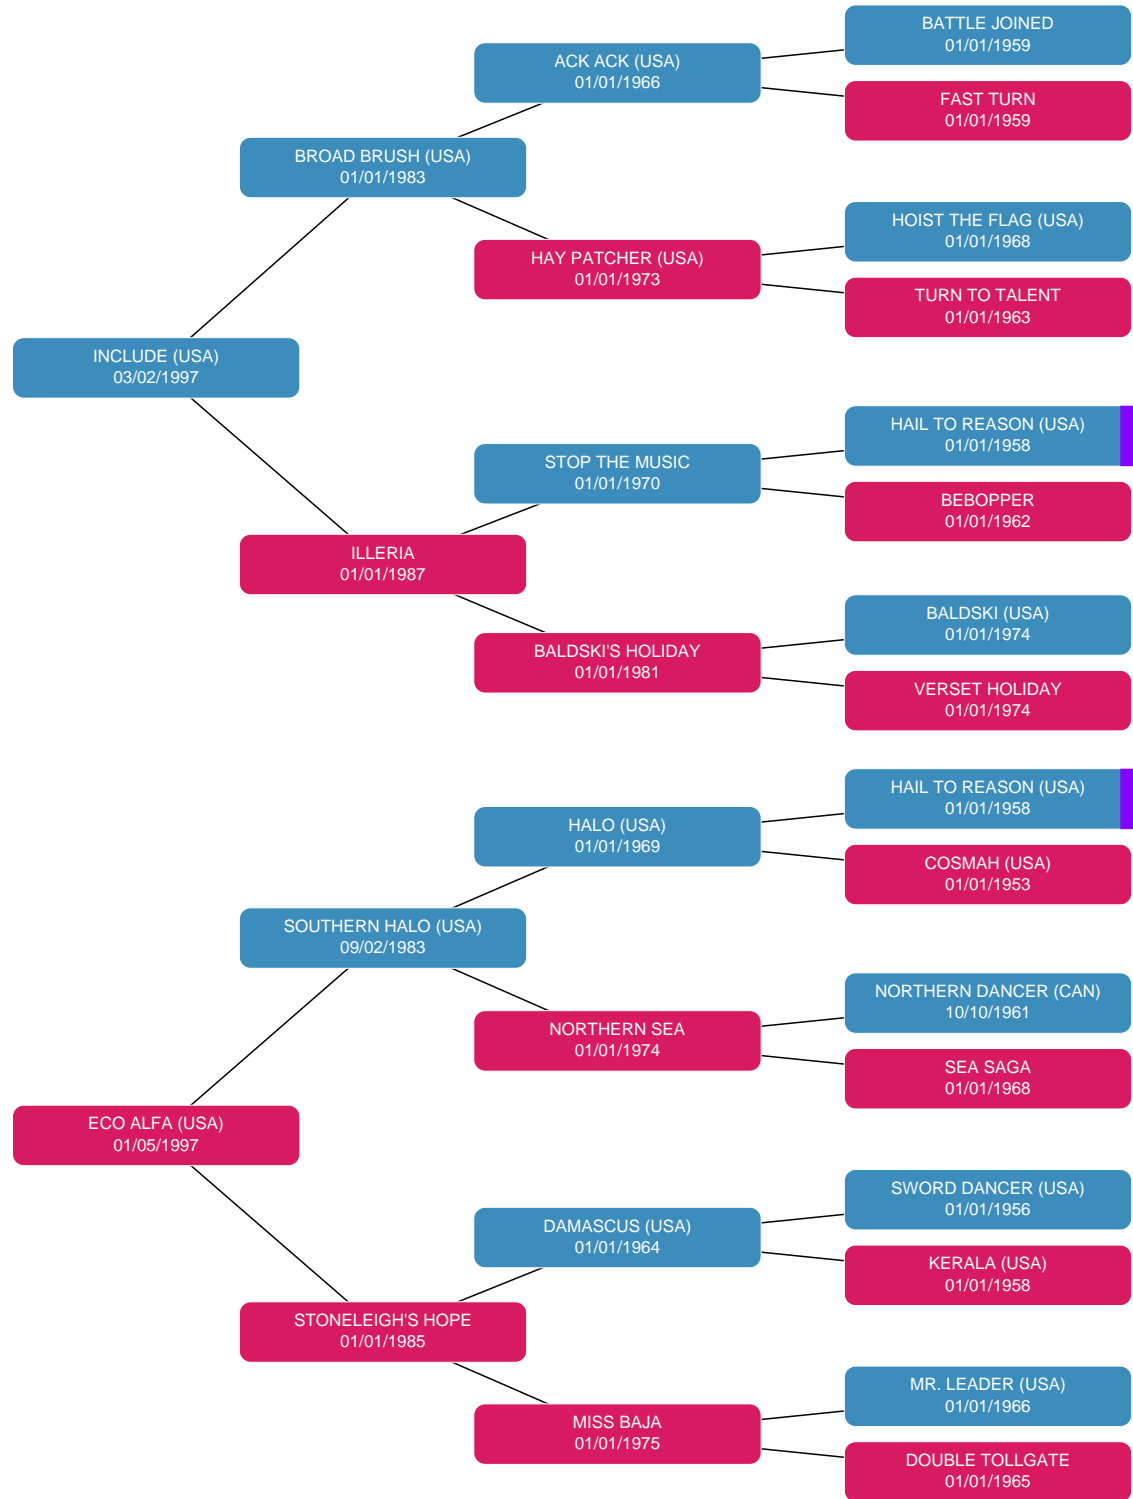 BATTLE JOINED
01/01/1959
ACK ACK (USA)
01/01/1966
FAST TURN
01/01/1959
BROAD BRUSH (USA)
01/01/1983
HOIST THE FLAG (USA)
01/01/1968
HAY PATCHER (USA)
01/01/1973
TURN TO TALENT
01/01/1963
INCLUDE (USA)
03/02/1997
HAIL TO REASON (USA)
01/01/1958
STOP THE MUSIC
01/01/1970
BEBOPPER
01/01/1962
ILLERIA
01/01/1987
BALDSKI (USA)
01/01/1974
BALDSKI'S HOLIDAY
01/01/1981
VERSET HOLIDAY
01/01/1974
HAIL TO REASON (USA)
01/01/1958
HALO (USA)
01/01/1969
COSMAH (USA)
01/01/1953
SOUTHERN HALO (USA)
09/02/1983
NORTHERN DANCER (CAN)
10/10/1961
NORTHERN SEA
01/01/1974
SEA SAGA
01/01/1968
ECO ALFA (USA)
01/05/1997
SWORD DANCER (USA)
01/01/1956
DAMASCUS (USA)
01/01/1964
KERALA (USA)
01/01/1958
STONELEIGH'S HOPE
01/01/1985
MR. LEADER (USA)
01/01/1966
MISS BAJA
01/01/1975
DOUBLE TOLLGATE
01/01/1965